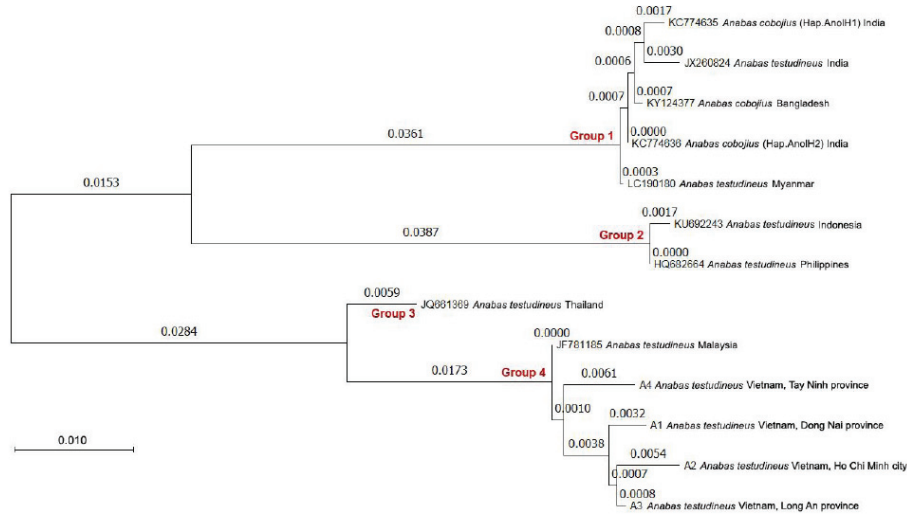 0.0017
KC774635 Anabas cobojius (Hap.AnoIH1) India
0.0008
0.0030
JX260824 Anabas testudineus India
0.0006
0.0007
KY124377 Anabas cobojius Bangladesh
0.0007
0.0361
Group 1
0.0000
KC774636 Anabas cobojius (Hap.AnoIH2) India
0.0003
LC190180 Anabas testudineus Myanmar
0.0153
0.0017
KU692243 Anabas testudineus Indonesia
0.0387
Group 2
0.0000
HQ682664 Anabas testudineus Philippines
0.0059
JQ661369 Anabas testudineus Thailand
Group 3
0.0284
0.0000
JF781185 Anabas testudineus Malaysia
0.0173
Group 4
0.0061
A4 Anabas testudineus Vietnam, Tay Ninh province
0.0010
0.0032
A1 Anabas testudineus Vietnam, Dong Nai province
0.0038
0.0054
A2 Anabas testudineus Vietnam, Ho Chi Minh city
0.0007
0.0008
A3 Anabas testudineus Vietnam, Long An province
0.010